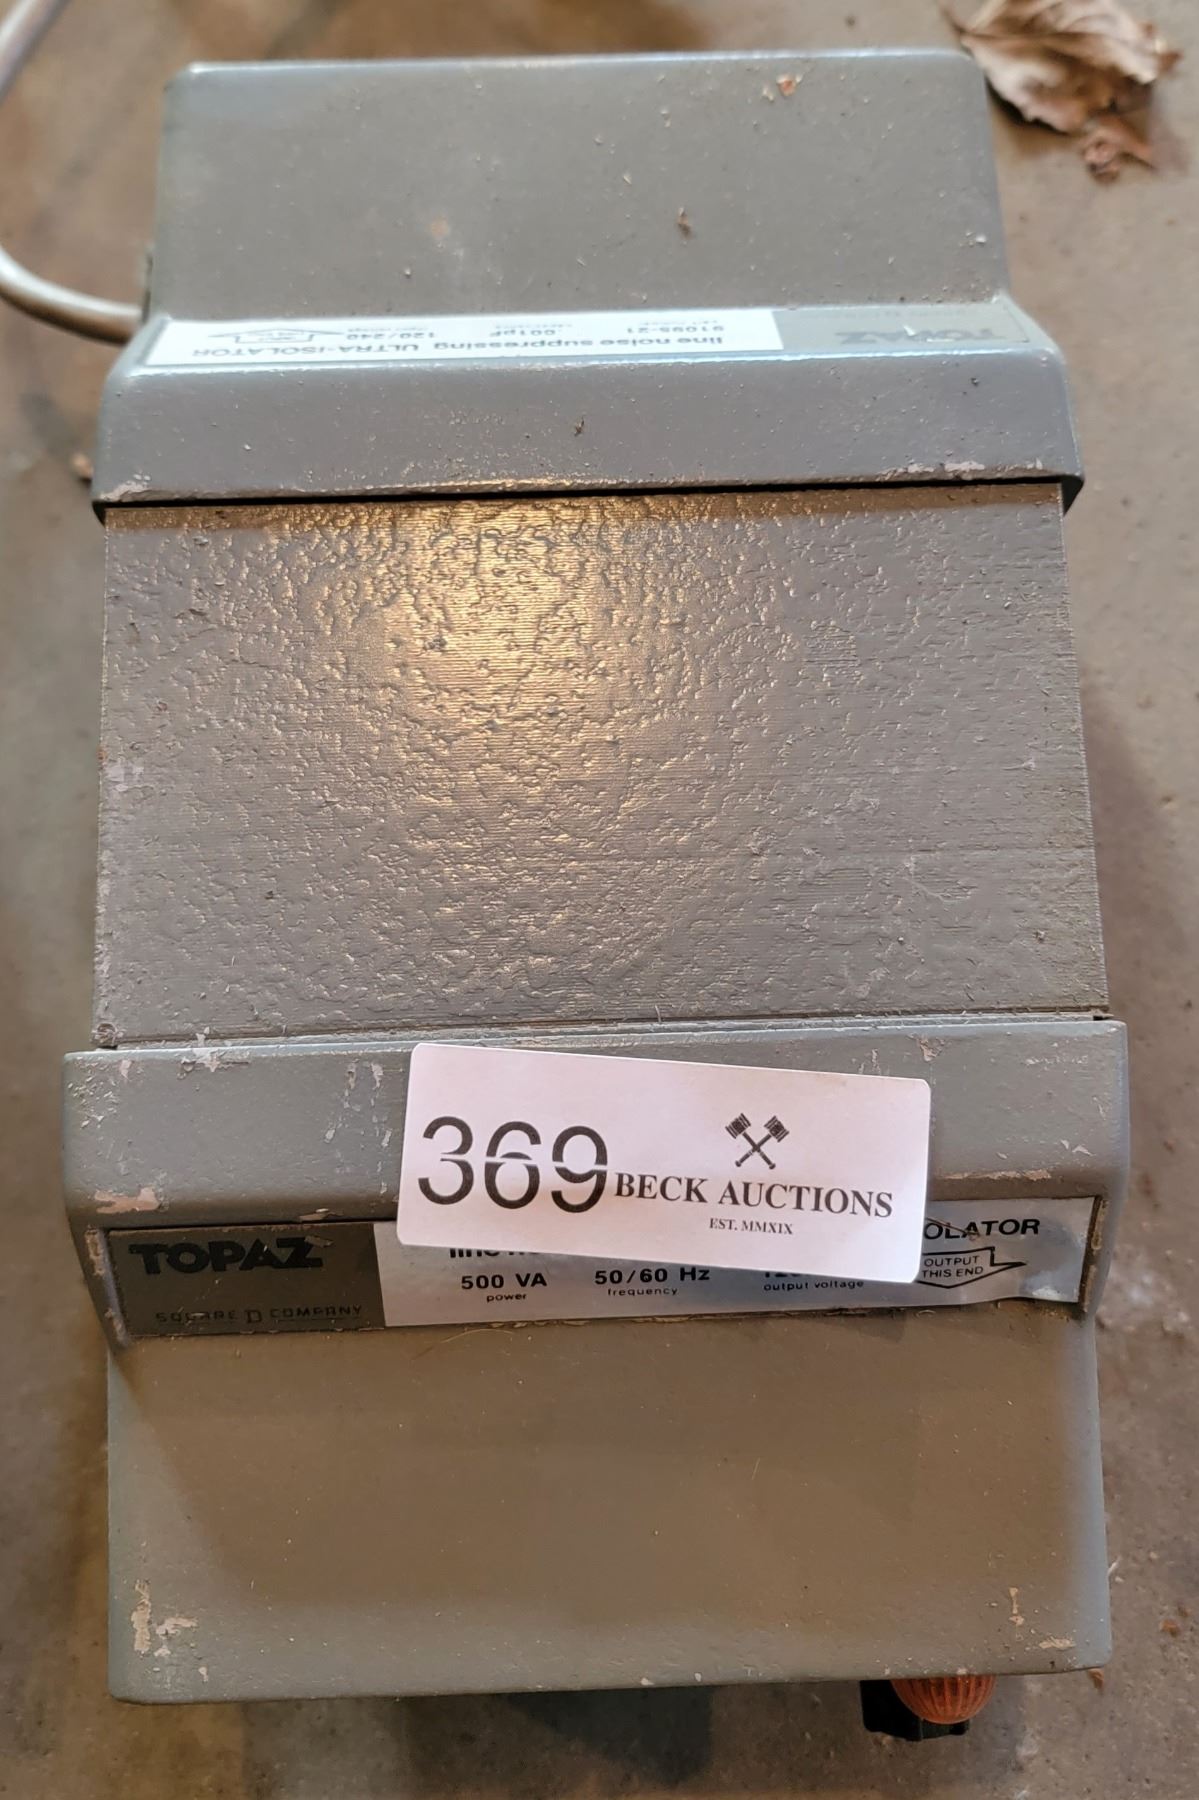 TOPAZ
line noise suppressing ULTRA-ISOLATOR
91095-21 .001pF 120/240
369 BECK AUCTIONS
EST. MMXIX
TOPAZ
SQUARE D COMPANY
line
OLATOR
500 VA 50/60 Hz
power frequency output voltage
OUTPUT
THIS END